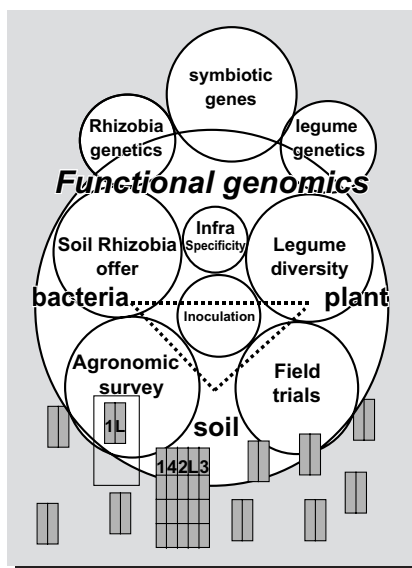 symbiotic
genes
Rhizobia
genetics
legume
genetics
Functional genomics
Infra
Specificity
Soil Rhizobia
offer
Legume
diversity
bacteria
plant
Inoculation
Agronomic
survey
Field
trials
soil
1L
142L3